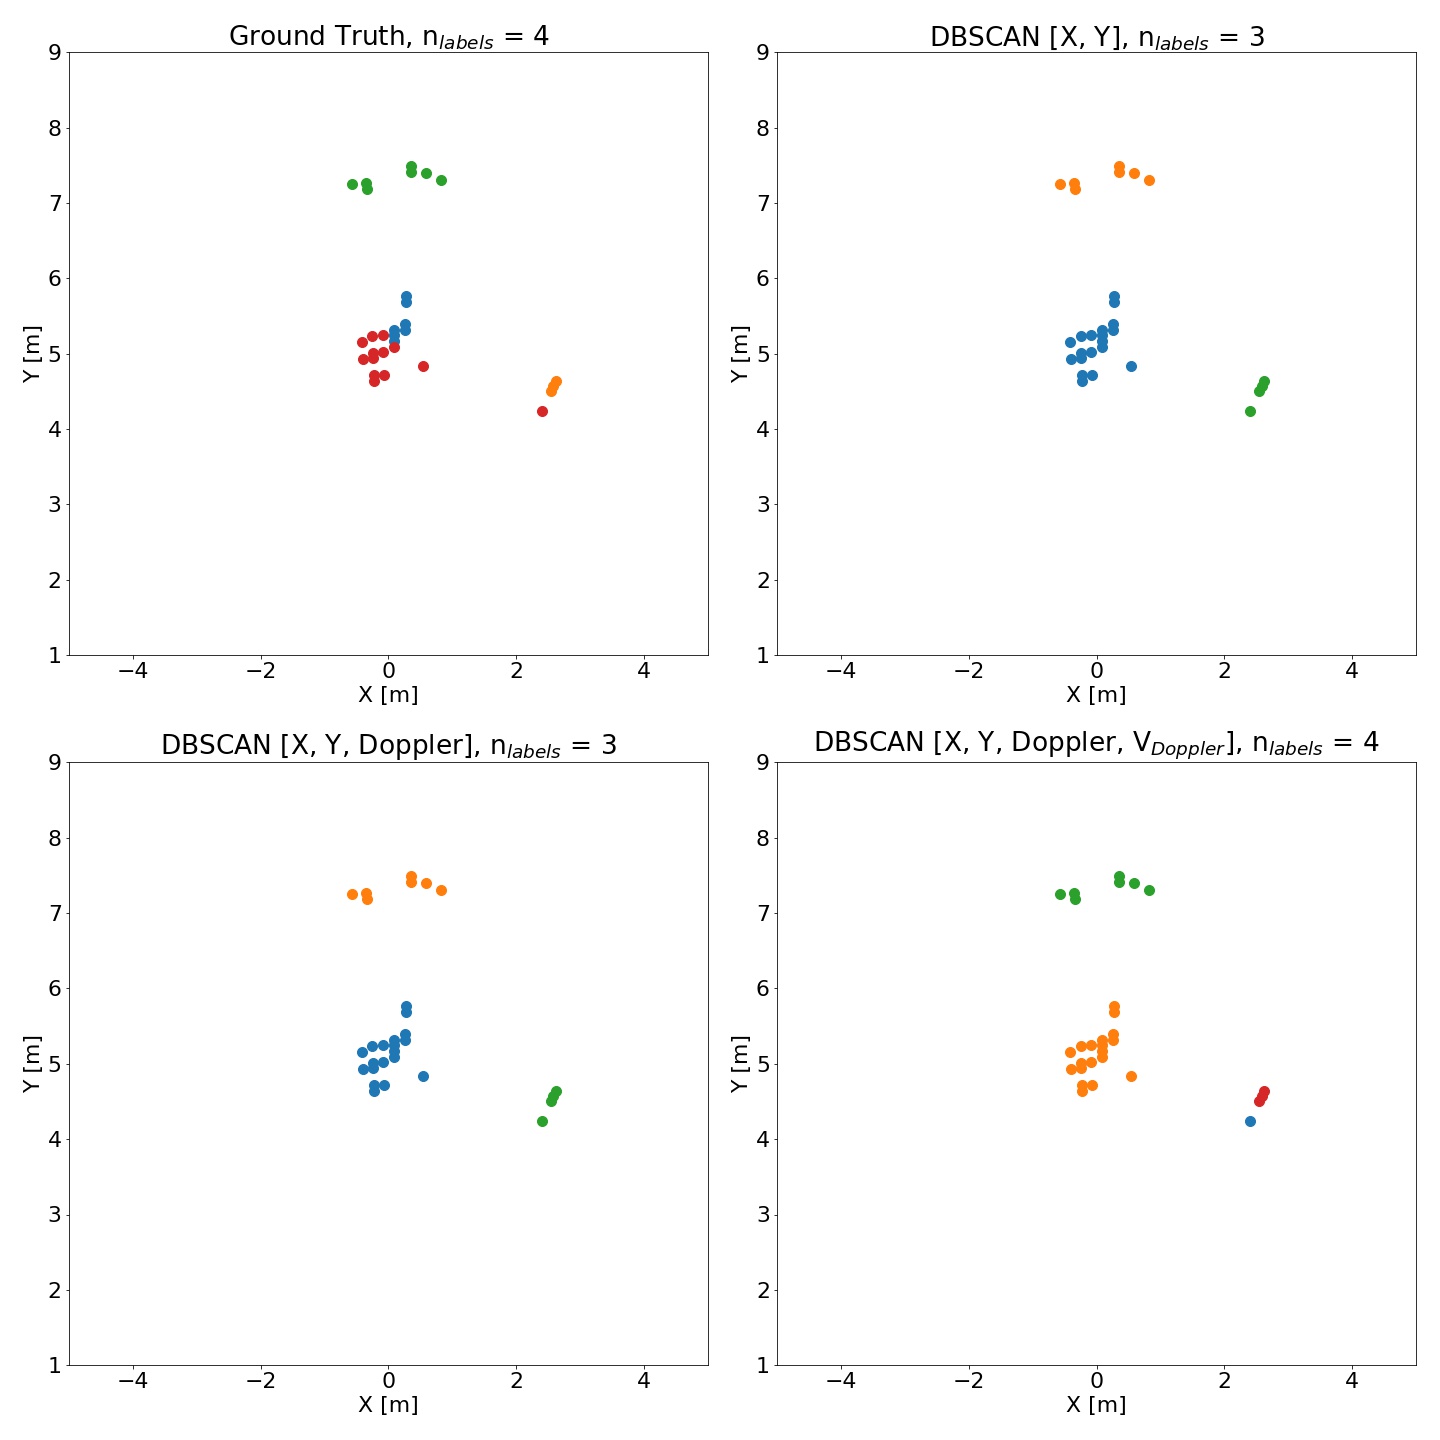 Ground Truth, n_labels = 4
9
8
7
6
5
4
3
2
1
Y [m]
−4 −2 0 2 4
X [m]
DBSCAN [X, Y], n_labels = 3
9
8
7
6
5
4
3
2
1
Y [m]
−4 −2 0 2 4
X [m]
DBSCAN [X, Y, Doppler], n_labels = 3
9
8
7
6
5
4
3
2
1
Y [m]
−4 −2 0 2 4
X [m]
DBSCAN [X, Y, Doppler, V_Doppler], n_labels = 4
9
8
7
6
5
4
3
2
1
Y [m]
−4 −2 0 2 4
X [m]